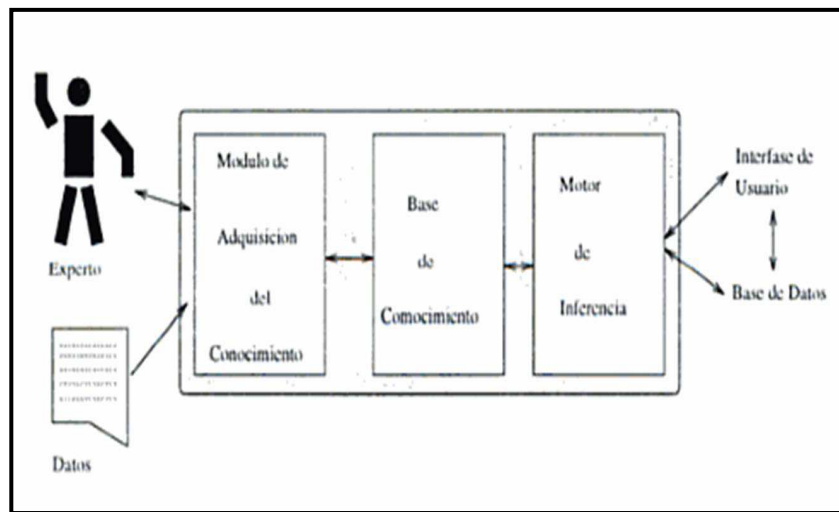 Experto
Datos
Modulo de
Adquisicion
del
Conocimiento
Base
de
Comocimiento
Motor
de
Inferencia
Interfase de
Usuario
Base de Datos